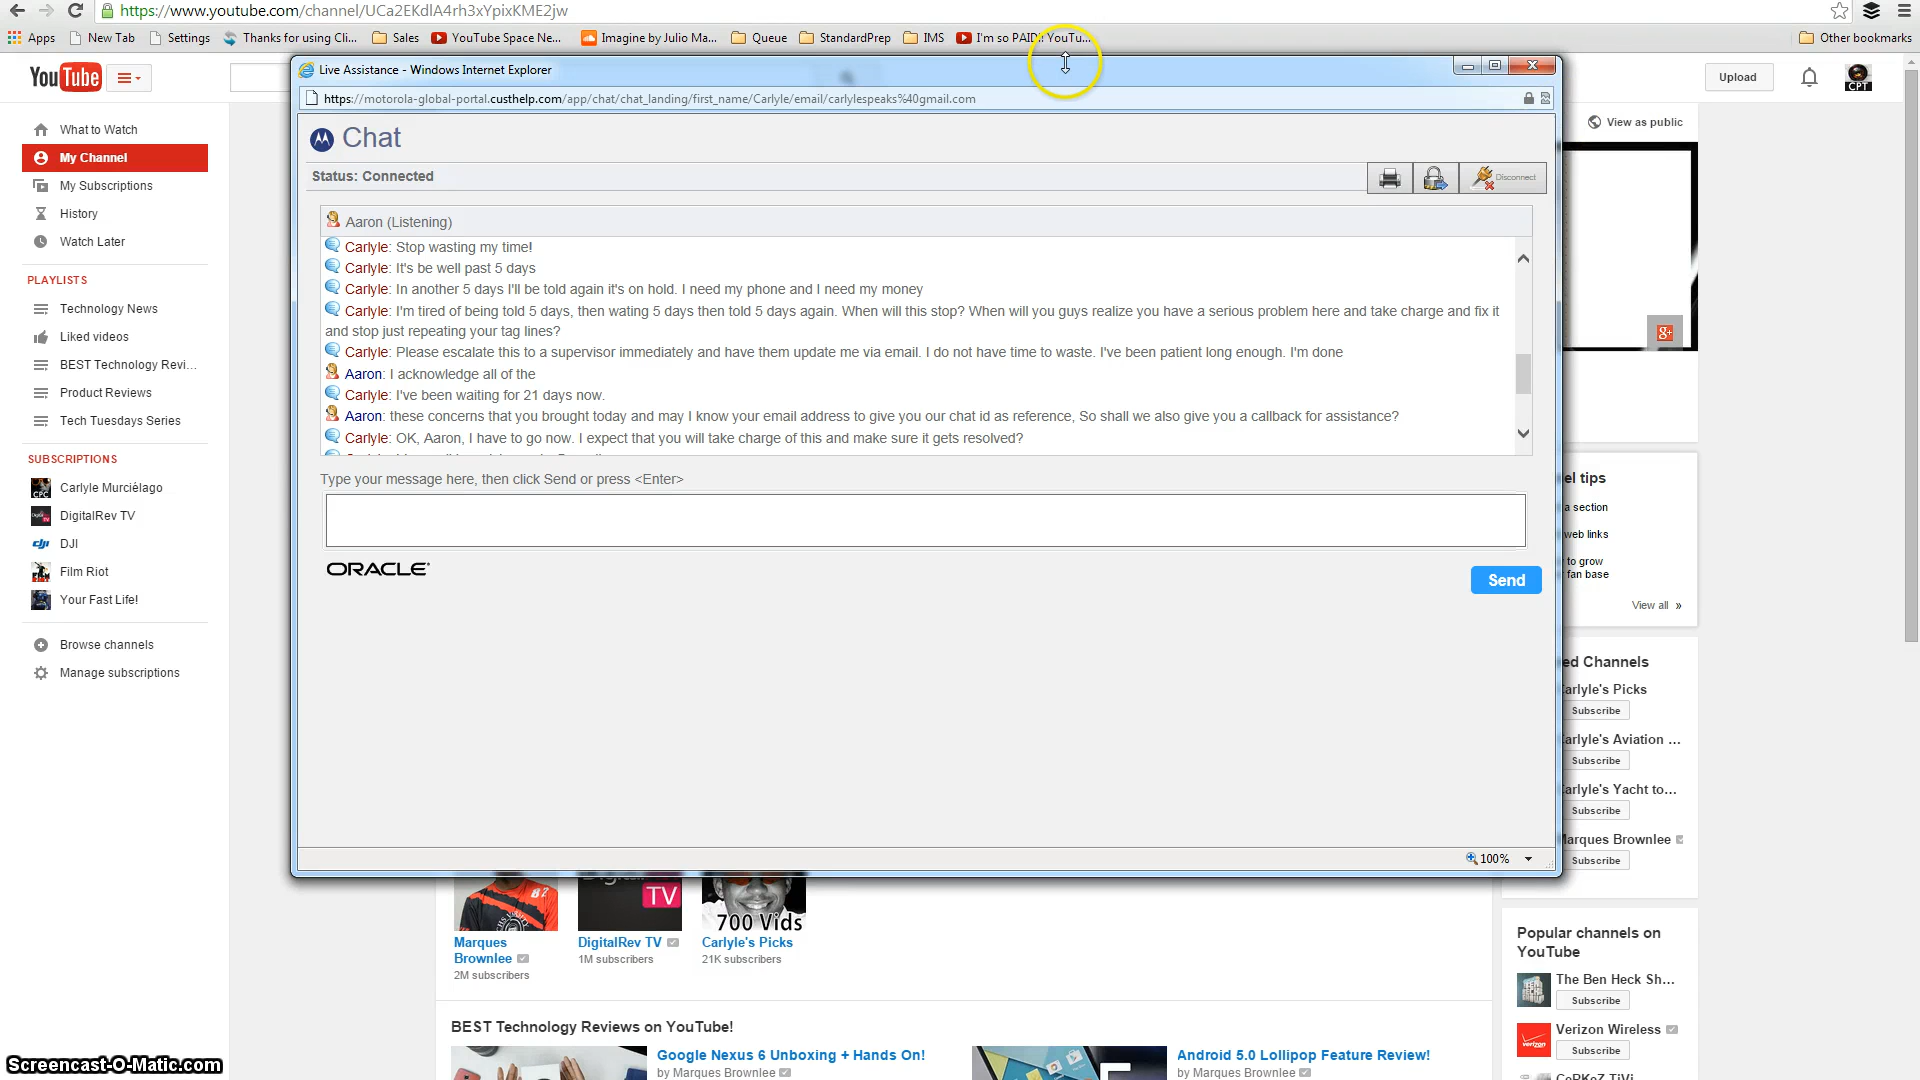 https://www.youtube.com/channel/UCa2EKdlA4rh3xYpixKME2jw
Apps New Tab Settings Thanks for using Cli... Sales YouTube Space Ne... Imagine by Julio Ma... Queue StandardPrep IMS I'm so PAID!! YouTu... Other bookmarks
YouTube
Upload
CPT
Live Assistance - Windows Internet Explorer
https://motorola-global-portal.custhelp.com/app/chat/chat_landing/first_name/Carlyle/email/carlylespeaks%40gmail.com
Chat
Status: Connected
Disconnect
Aaron (Listening)
Carlyle: Stop wasting my time!
Carlyle: It's be well past 5 days
Carlyle: In another 5 days I'll be told again it's on hold. I need my phone and I need my money
Carlyle: I'm tired of being told 5 days, then wating 5 days then told 5 days again. When will this stop? When will you guys realize you have a serious problem here and take charge and fix it
and stop just repeating your tag lines?
Carlyle: Please escalate this to a supervisor immediately and have them update me via email. I do not have time to waste. I've been patient long enough. I'm done
Aaron: I acknowledge all of the
Carlyle: I've been waiting for 21 days now.
Aaron: these concerns that you brought today and may I know your email address to give you our chat id as reference, So shall we also give you a callback for assistance?
Carlyle: OK, Aaron, I have to go now. I expect that you will take charge of this and make sure it gets resolved?
Type your message here, then click Send or press <Enter>
ORACLE
Send
100%
What to Watch
My Channel
My Subscriptions
History
Watch Later
PLAYLISTS
Technology News
Liked videos
BEST Technology Revi...
Product Reviews
Tech Tuesdays Series
SUBSCRIPTIONS
Carlyle Murciélago
DigitalRev TV
DJI
Film Riot
Your Fast Life!
Browse channels
Manage subscriptions
View as public
g+
el tips
a section
web links
to grow
fan base
View all »
ed Channels
Carlyle's Picks
Subscribe
Carlyle's Aviation ...
Subscribe
Carlyle's Yacht to...
Subscribe
Marques Brownlee
Subscribe
Popular channels on
YouTube
The Ben Heck Sh...
Subscribe
Verizon Wireless
Subscribe
TV
700 Vids
Marques
Brownlee
2M subscribers
DigitalRev TV
1M subscribers
Carlyle's Picks
21K subscribers
BEST Technology Reviews on YouTube!
Google Nexus 6 Unboxing + Hands On!
by Marques Brownlee
Android 5.0 Lollipop Feature Review!
by Marques Brownlee
Screencast-O-Matic.com